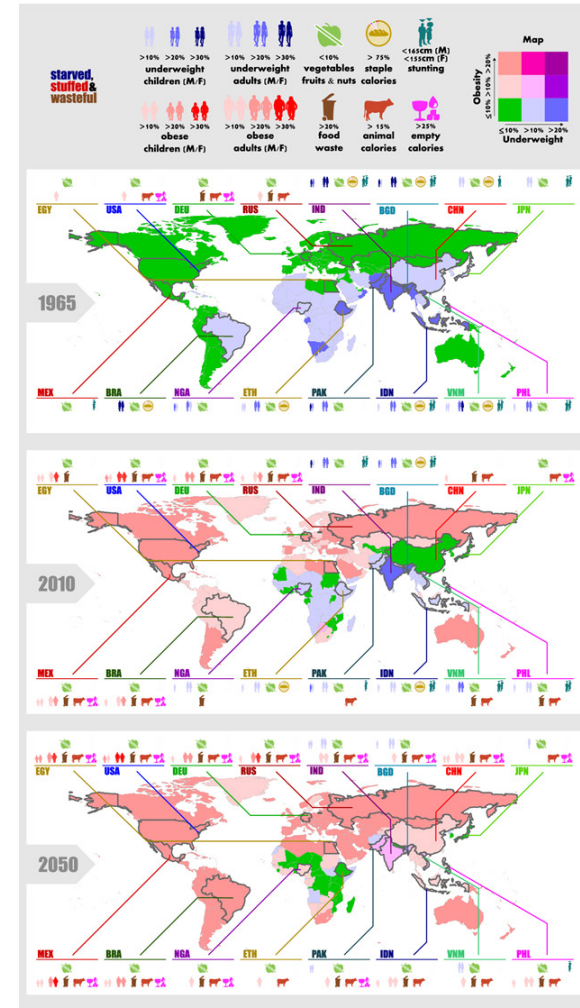 starved,
stuffed&
wasteful
>10% >20% >30%
underweight
children (M/F)
>10% >20% >30%
underweight
adults (M/F)
<10%
vegetables
fruits & nuts
> 75%
staple
calories
<165cm (M)
<155cm (F)
stunting
>10% >20% >30%
obese
children (M/F)
>10% >20% >30%
obese
adults (M/F)
>20%
food
waste
> 15%
animal
calories
>25%
empty
calories
Map
Obesity
≤10% >10% >20%
≤10% >10% >20%
Underweight
EGY USA DEU RUS IND BGD CHN JPN
1965
MEX BRA NGA ETH PAK IDN VNM PHL
EGY USA DEU RUS IND BGD CHN JPN
2010
MEX BRA NGA ETH PAK IDN VNM PHL
EGY USA DEU RUS IND BGD CHN JPN
2050
MEX BRA NGA ETH PAK IDN VNM PHL